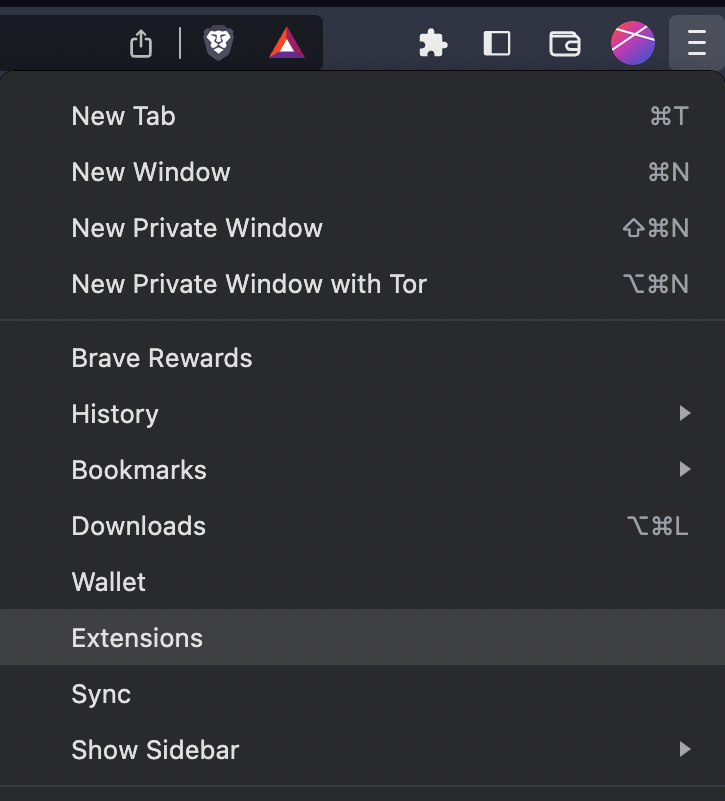 New Tab ⌘T
New Window ⌘N
New Private Window ⇧⌘N
New Private Window with Tor ⌥⌘N
Brave Rewards
History
Bookmarks
Downloads ⌥⌘L
Wallet
Extensions
Sync
Show Sidebar